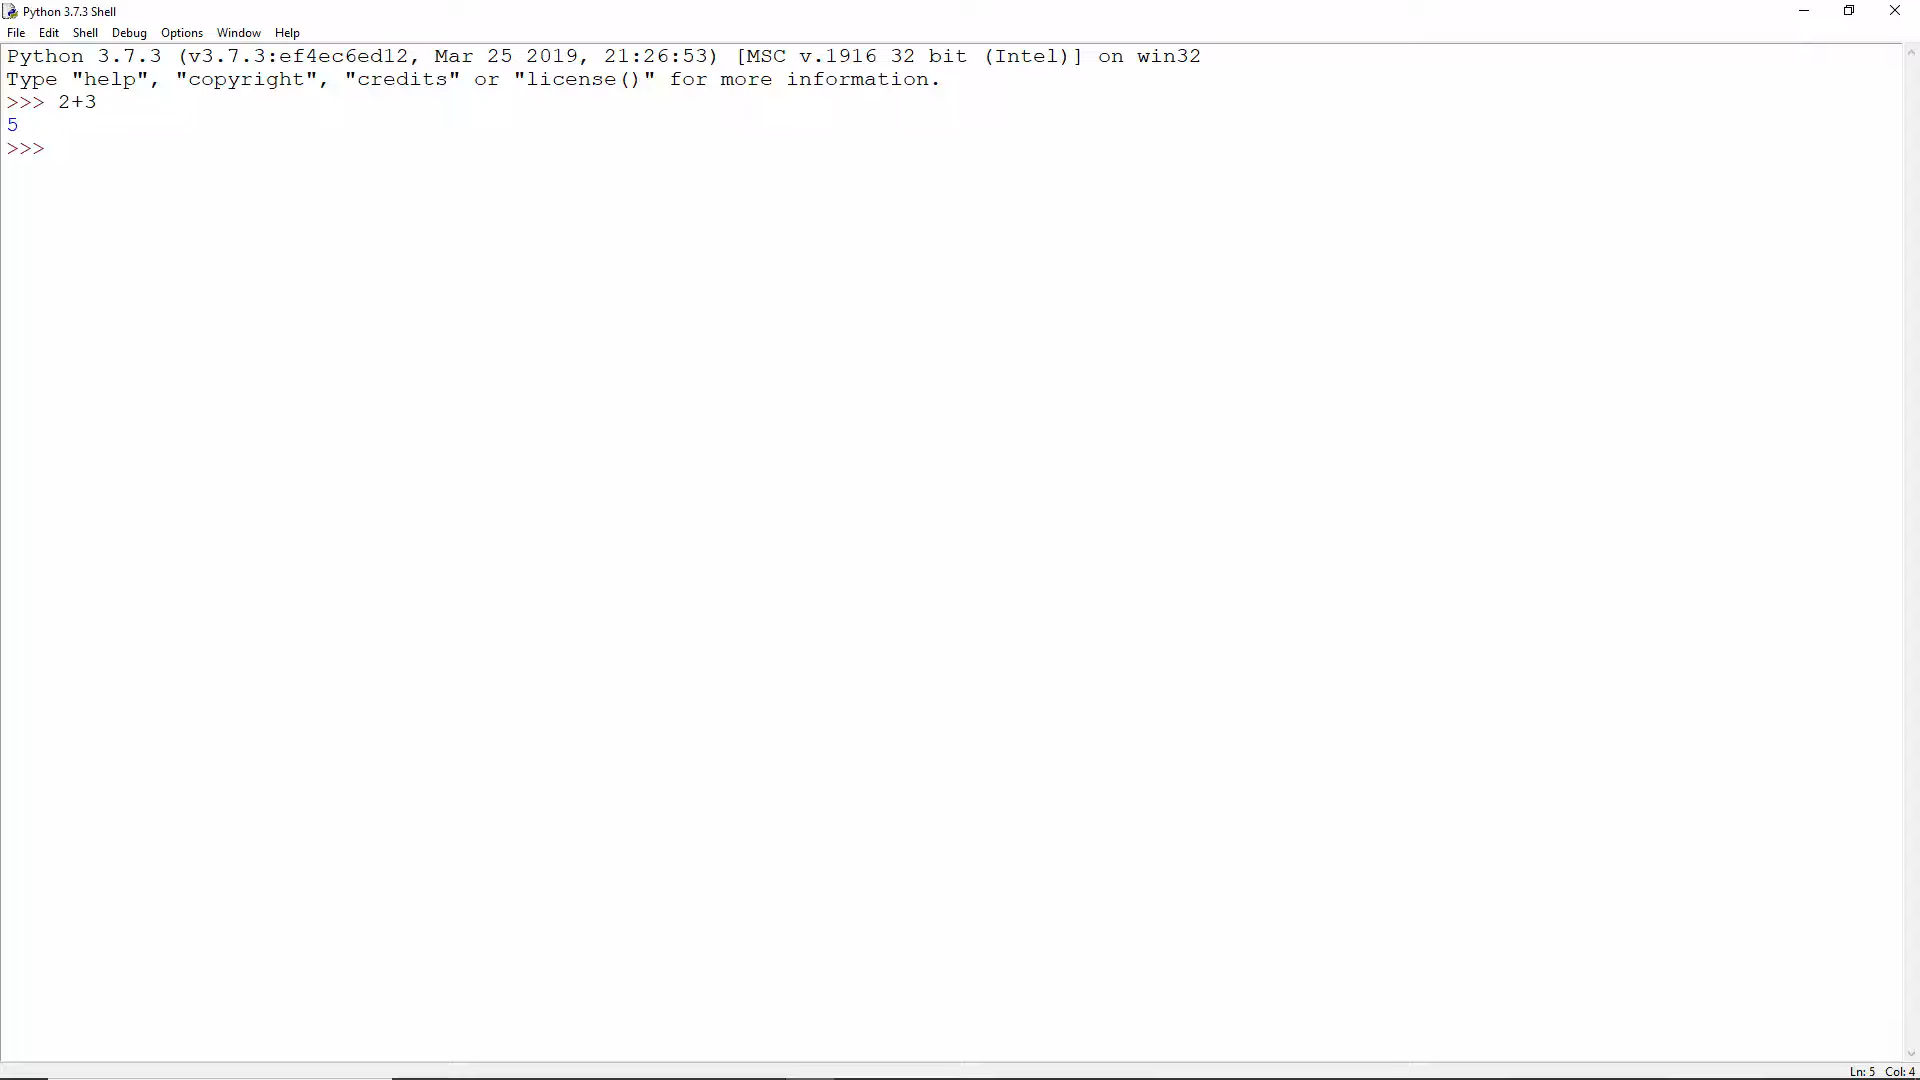 Python 3.7.3 Shell
File Edit Shell Debug Options Window Help
Python 3.7.3 (v3.7.3:ef4ec6ed12, Mar 25 2019, 21:26:53) [MSC v.1916 32 bit (Intel)] on win32
Type "help", "copyright", "credits" or "license()" for more information.
>>> 2+3
5
>>>
Ln: 5 Col: 4